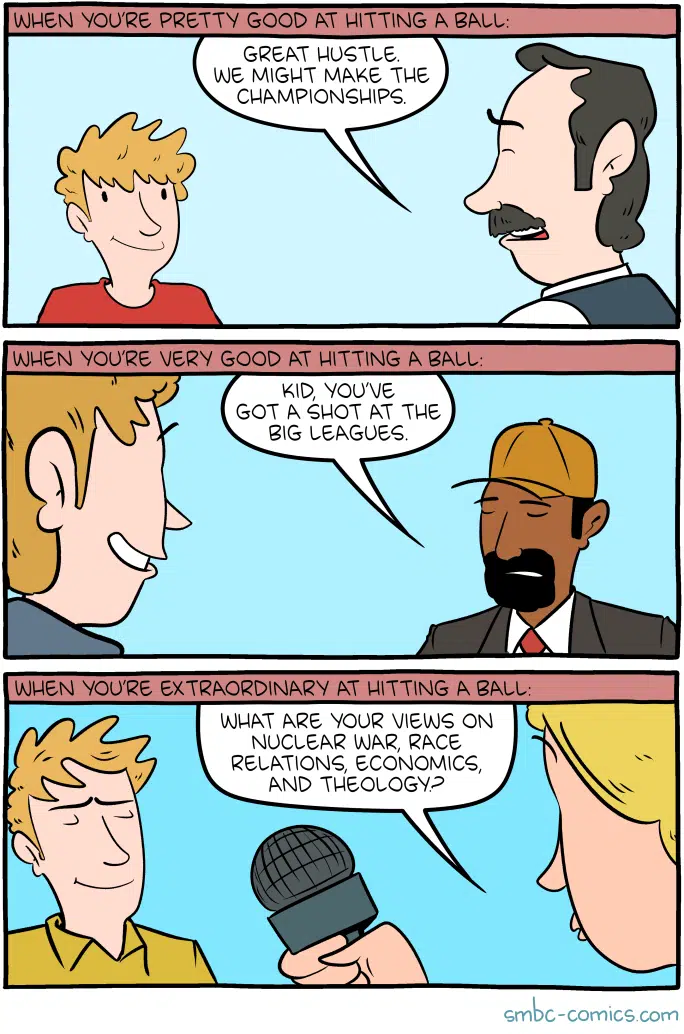 WHEN YOU'RE PRETTY GOOD AT HITTING A BALL:
GREAT HUSTLE.
WE MIGHT MAKE THE
CHAMPIONSHIPS.
WHEN YOU'RE VERY GOOD AT HITTING A BALL:
KID, YOU'VE
GOT A SHOT AT THE
BIG LEAGUES.
WHEN YOU'RE EXTRAORDINARY AT HITTING A BALL:
WHAT ARE YOUR VIEWS ON
NUCLEAR WAR, RACE
RELATIONS, ECONOMICS,
AND THEOLOGY?
smbc-comics.com